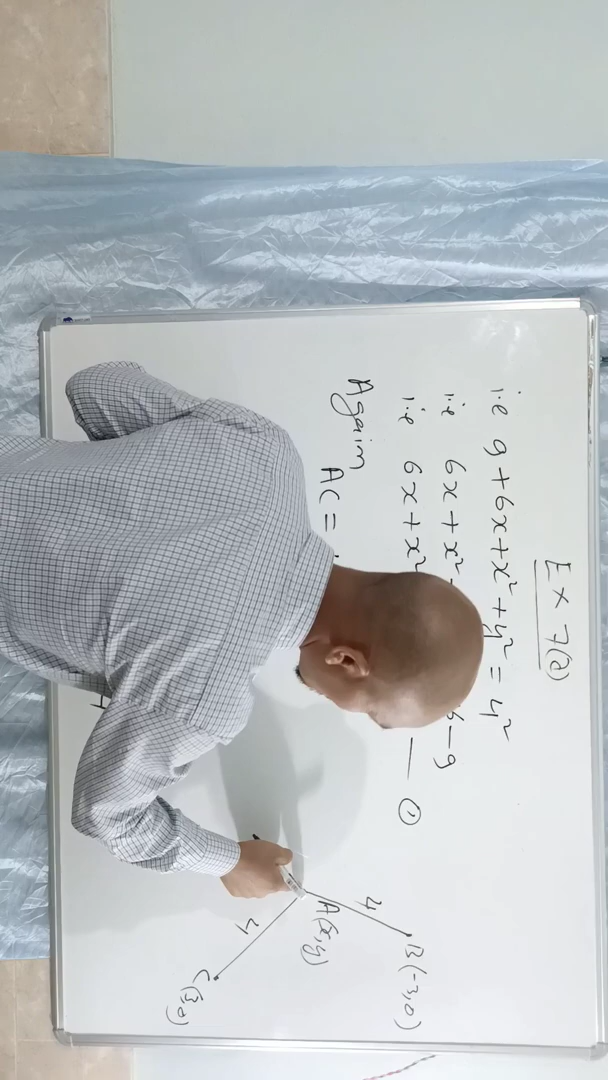 Ex 7(a)
i.e 9+6x+x²+y² = 4²
i.e 6x+x² 6-9
i.e 6x+x² — ①
Again
AC =
B(-3,0)
4
A(x,y)
4
C(3,0)